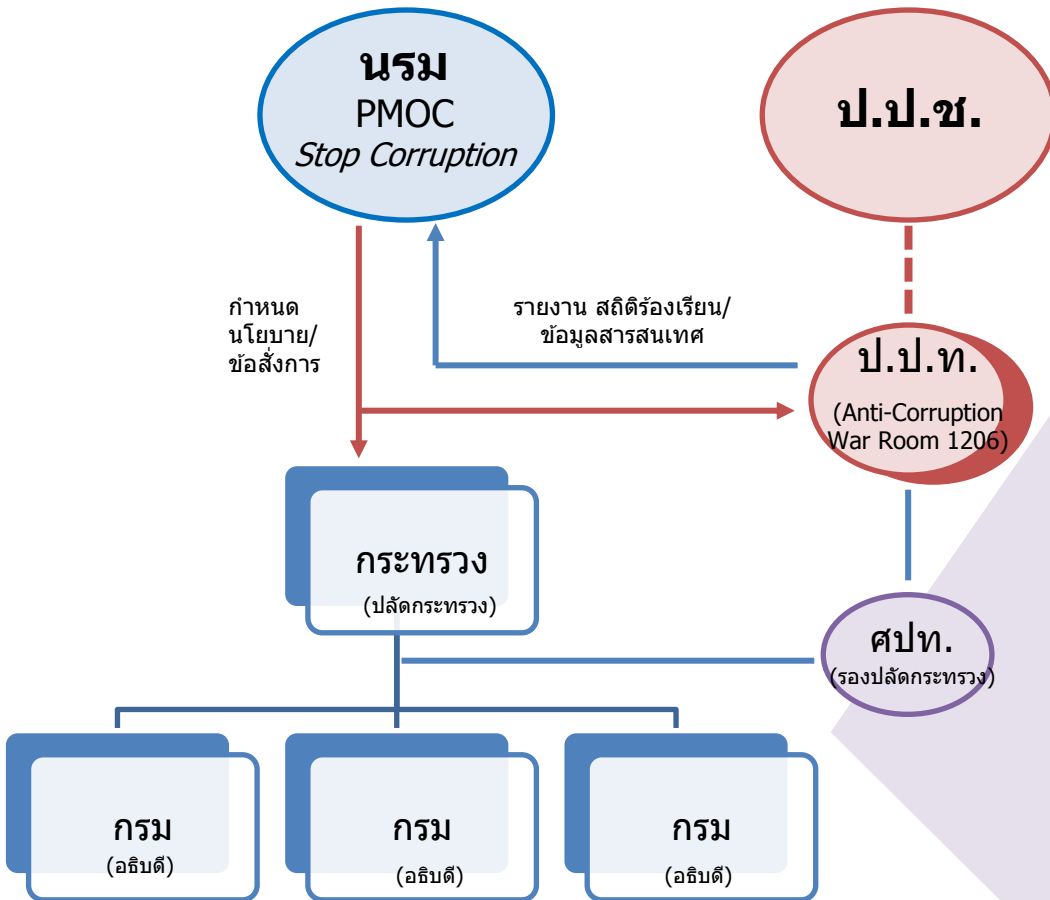 นรม
PMOC
Stop Corruption
ป.ป.ช.
กำหนด
นโยบาย/
ข้อสั่งการ
รายงาน สถิติร้องเรียน/
ข้อมูลสารสนเทศ
ป.ป.ท.
(Anti-Corruption
War Room 1206)
กระทรวง
(ปลัดกระทรวง)
ศปท.
(รองปลัดกระทรวง)
กรม
(อธิบดี)
กรม
(อธิบดี)
กรม
(อธิบดี)